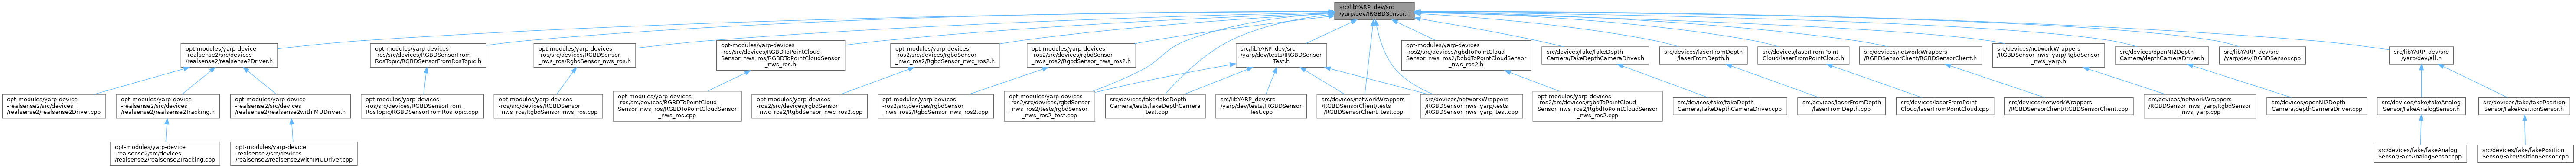 src/libYARP_dev/src
/yarp/dev/IRGBDSensor.h
opt-modules/yarp-device
-realsense2/src/devices
/realsense2/realsense2Driver.h
opt-modules/yarp-devices
-ros/src/devices/RGBDSensorFrom
RosTopic/RGBDSensorFromRosTopic.h
opt-modules/yarp-devices
-ros/src/devices/RGBDSensor
_nws_ros/RgbdSensor_nws_ros.h
opt-modules/yarp-devices
-ros/src/devices/RGBDToPointCloud
Sensor_nws_ros/RGBDToPointCloudSensor
_nws_ros.h
opt-modules/yarp-devices
-ros2/src/devices/rgbdSensor
_nwc_ros2/RgbdSensor_nwc_ros2.h
opt-modules/yarp-devices
-ros2/src/devices/rgbdSensor
_nws_ros2/RgbdSensor_nws_ros2.h
src/libYARP_dev/src
/yarp/dev/tests/IRGBDSensor
Test.h
opt-modules/yarp-devices
-ros2/src/devices/rgbdToPointCloud
Sensor_nws_ros2/RgbdToPointCloudSensor
_nws_ros2.h
src/devices/fake/fakeDepth
Camera/FakeDepthCameraDriver.h
src/devices/laserFromDepth
/laserFromDepth.h
src/devices/laserFromPoint
Cloud/laserFromPointCloud.h
src/devices/networkWrappers
/RGBDSensorClient/RGBDSensorClient.h
src/devices/networkWrappers
/RGBDSensor_nws_yarp/RgbdSensor
_nws_yarp.h
src/devices/openNI2Depth
Camera/depthCameraDriver.h
src/libYARP_dev/src
/yarp/dev/IRGBDSensor.cpp
src/libYARP_dev/src
/yarp/dev/all.h
opt-modules/yarp-device
-realsense2/src/devices
/realsense2/realsense2Driver.cpp
opt-modules/yarp-device
-realsense2/src/devices
/realsense2/realsense2Tracking.h
opt-modules/yarp-device
-realsense2/src/devices
/realsense2/realsense2withIMUDriver.h
opt-modules/yarp-devices
-ros/src/devices/RGBDSensorFrom
RosTopic/RGBDSensorFromRosTopic.cpp
opt-modules/yarp-devices
-ros/src/devices/RGBDSensor
_nws_ros/RgbdSensor_nws_ros.cpp
opt-modules/yarp-devices
-ros/src/devices/RGBDToPointCloud
Sensor_nws_ros/RGBDToPointCloudSensor
_nws_ros.cpp
opt-modules/yarp-devices
-ros2/src/devices/rgbdSensor
_nwc_ros2/RgbdSensor_nwc_ros2.cpp
opt-modules/yarp-devices
-ros2/src/devices/rgbdSensor
_nws_ros2/RgbdSensor_nws_ros2.cpp
opt-modules/yarp-devices
-ros2/src/devices/rgbdSensor
_nws_ros2/tests/rgbdSensor
_nws_ros2_test.cpp
src/devices/fake/fakeDepth
Camera/tests/fakeDepthCamera
_test.cpp
src/libYARP_dev/src
/yarp/dev/tests/IRGBDSensor
Test.cpp
src/devices/networkWrappers
/RGBDSensorClient/tests
/RGBDSensorClient_test.cpp
src/devices/networkWrappers
/RGBDSensor_nws_yarp/tests
/RGBDSensor_nws_yarp_test.cpp
opt-modules/yarp-devices
-ros2/src/devices/rgbdToPointCloud
Sensor_nws_ros2/RgbdToPointCloudSensor
_nws_ros2.cpp
src/devices/fake/fakeDepth
Camera/FakeDepthCameraDriver.cpp
src/devices/laserFromDepth
/laserFromDepth.cpp
src/devices/laserFromPoint
Cloud/laserFromPointCloud.cpp
src/devices/networkWrappers
/RGBDSensorClient/RGBDSensorClient.cpp
src/devices/networkWrappers
/RGBDSensor_nws_yarp/RgbdSensor
_nws_yarp.cpp
src/devices/openNI2Depth
Camera/depthCameraDriver.cpp
src/devices/fake/fakeAnalog
Sensor/FakeAnalogSensor.h
src/devices/fake/fakePosition
Sensor/FakePositionSensor.h
opt-modules/yarp-device
-realsense2/src/devices
/realsense2/realsense2Tracking.cpp
opt-modules/yarp-device
-realsense2/src/devices
/realsense2/realsense2withIMUDriver.cpp
src/devices/fake/fakeAnalog
Sensor/FakeAnalogSensor.cpp
src/devices/fake/fakePosition
Sensor/FakePositionSensor.cpp